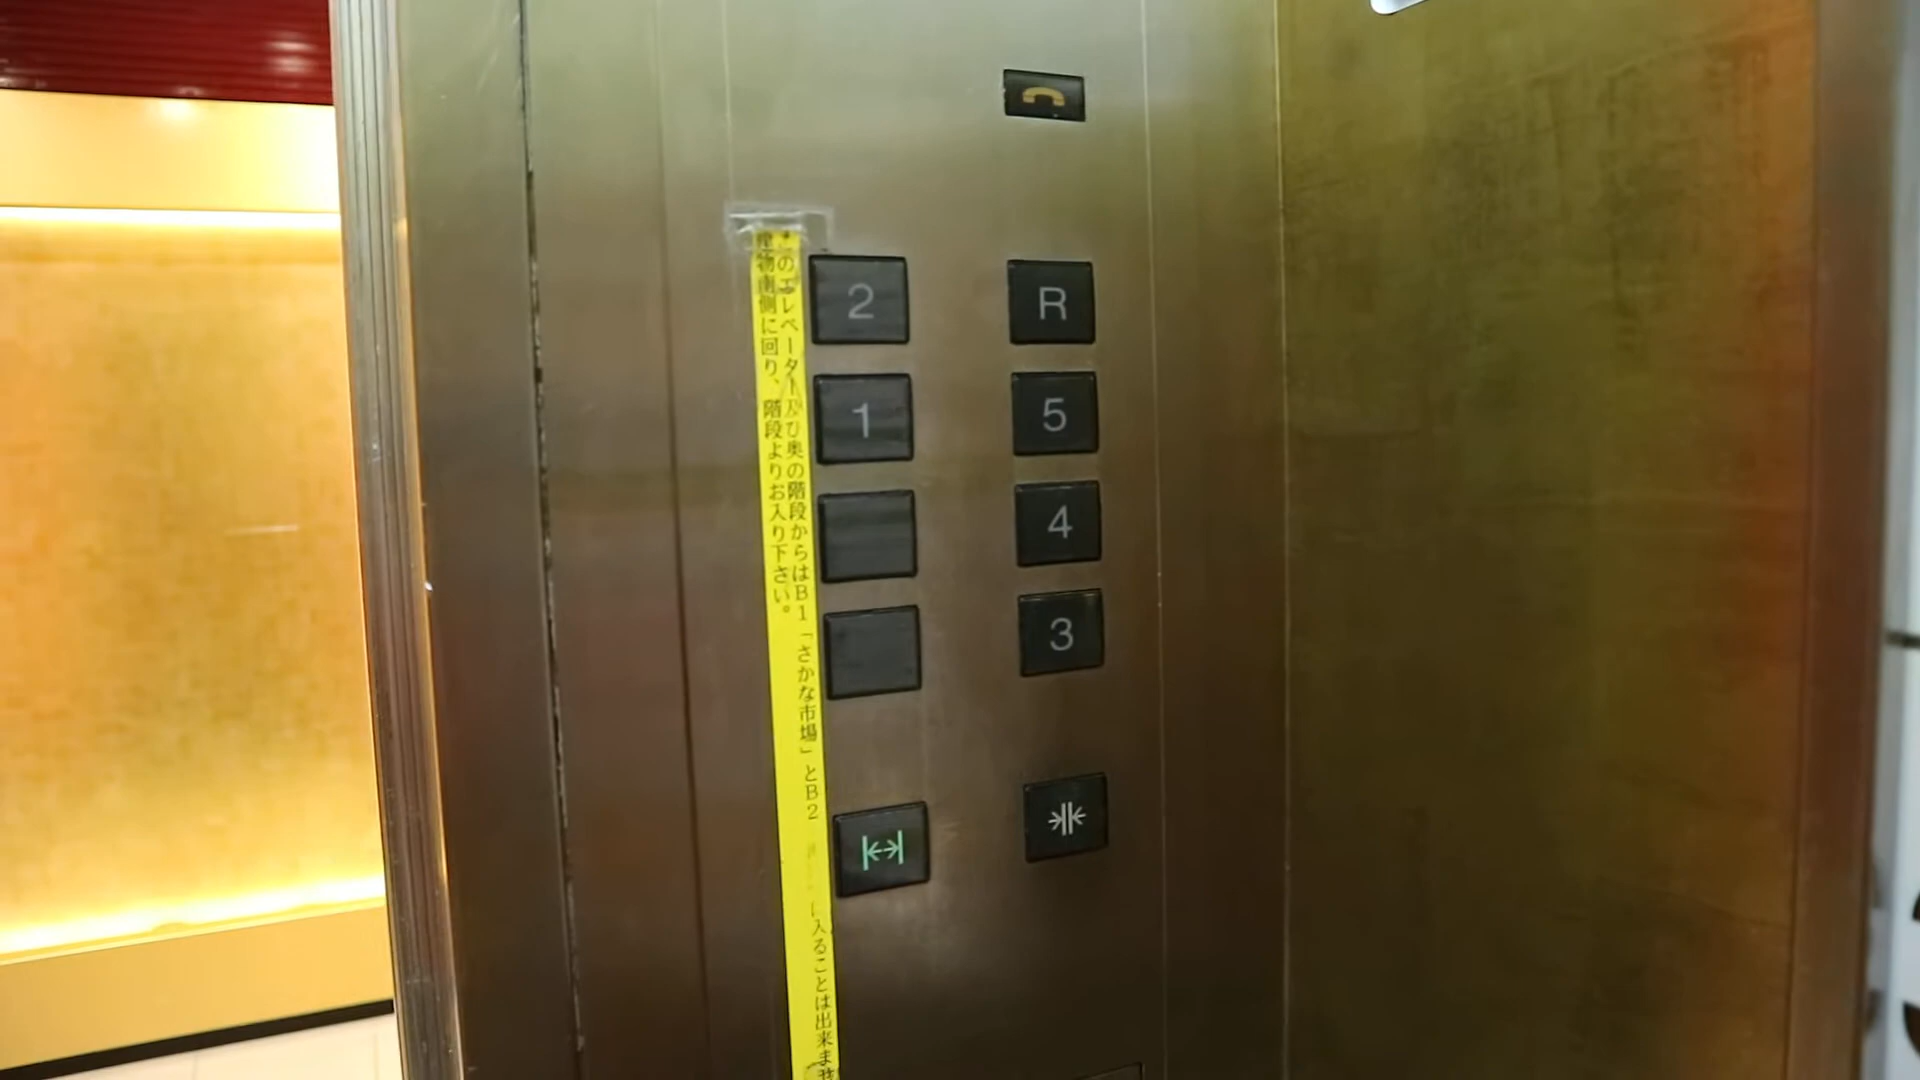 このエレベーター及び奥の階段からはB1「さかな市場」とB2 に入ることは出来ませ
建物南側に回り、階段よりお入り下さい。
2 R
1 5
4
3